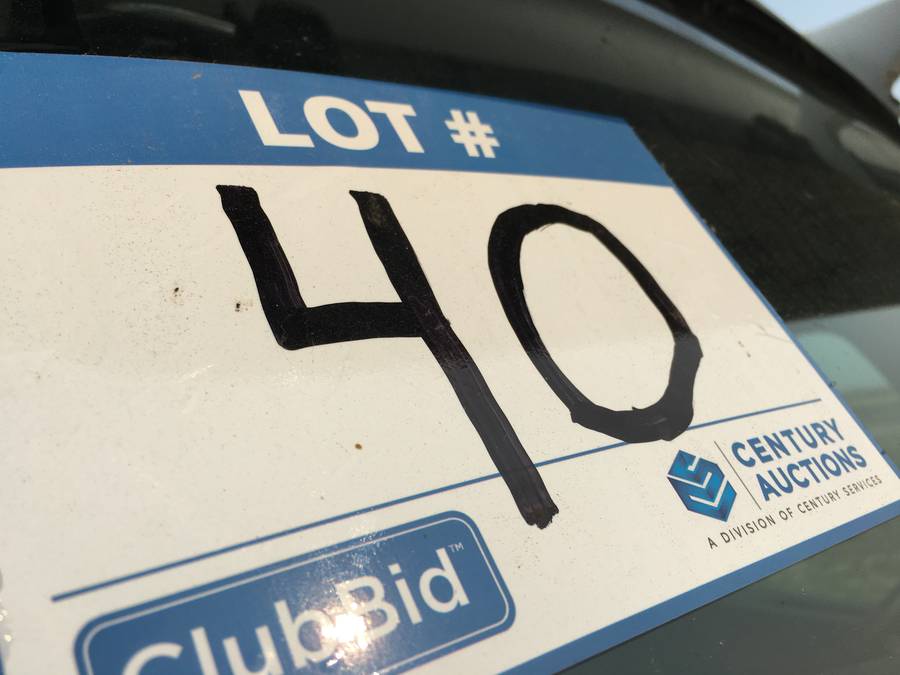 LOT #
40
CENTURY
AUCTIONS
A DIVISION OF CENTURY SERVICES
ClubBid™